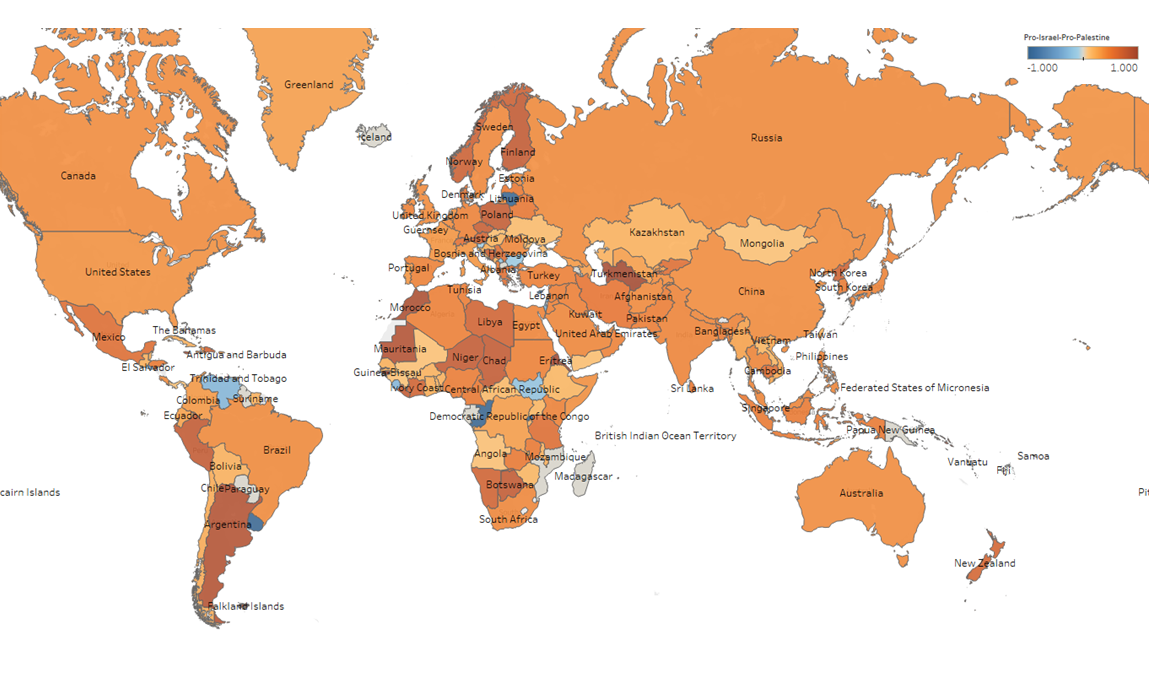 Pro-Israel-Pro-Palestine
-1.000 1.000
Greenland
Iceland
Sweden
Russia
Finland
Norway
Canada
Estonia
Denmark
Lithuania
United Kingdom
Poland
Guernsey
Kazakhstan
Austria
Moldova
Mongolia
Bosnia and Herzegovina
Portugal
Albania
Turkey
Turkmenistan
United States
North Korea
South Korea
China
Tunisia
Lebanon
Afghanistan
Morocco
Kuwait
Pakistan
Libya
Egypt
The Bahamas
United Arab Emirates
Bangladesh
Taiwan
Mexico
Vietnam
Mauritania
Antigua and Barbuda
Niger
Chad
Eritrea
Philippines
El Salvador
Guinea-Bissau
Cambodia
Trinidad and Tobago
Ivory Coast
Central African Republic
Sri Lanka
Federated States of Micronesia
Colombia
Suriname
Singapore
Ecuador
Democratic Republic of the Congo
Papua New Guinea
British Indian Ocean Territory
Brazil
Angola
Mozambique
Samoa
Bolivia
Vanuatu
Fiji
Madagascar
Chile
Paraguay
Botswana
cairn Islands
Australia
Pit
Argentina
South Africa
New Zealand
Falkland Islands